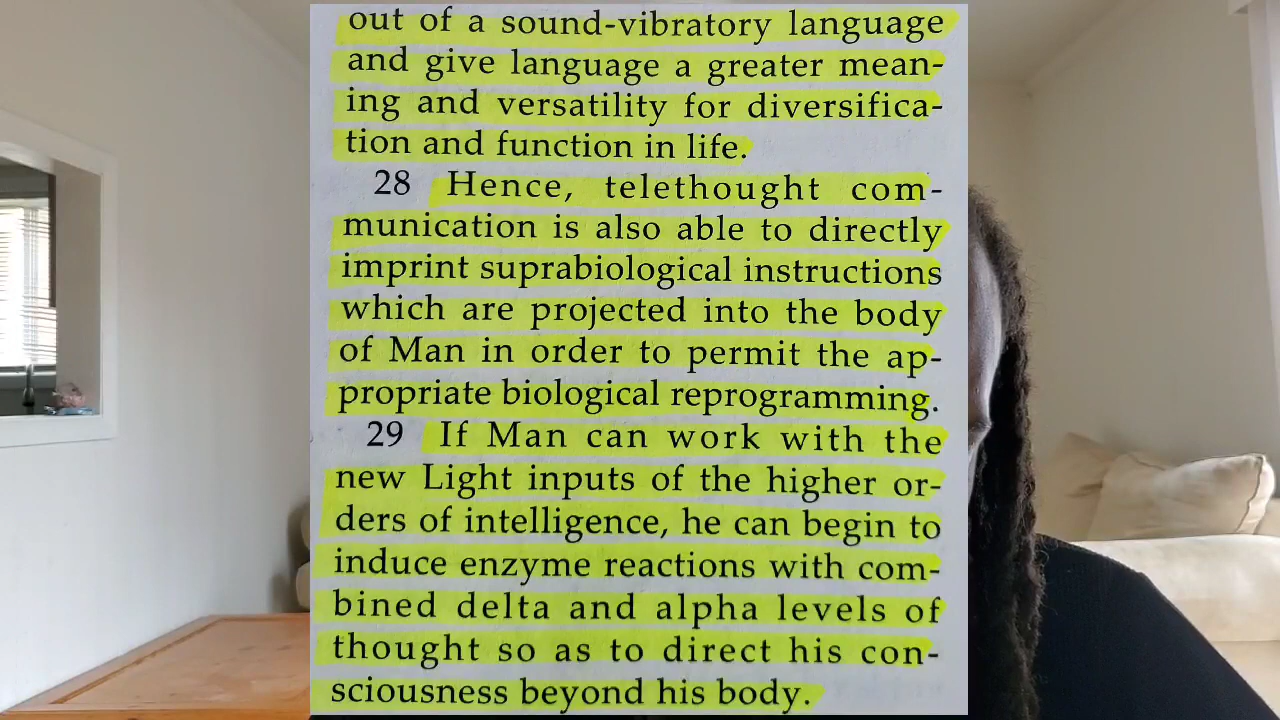 out of a sound-vibratory language
and give language a greater mean-
ing and versatility for diversifica-
tion and function in life.
28 Hence, telethought com-
munication is also able to directly
imprint suprabiological instructions
which are projected into the body
of Man in order to permit the ap-
propriate biological reprogramming.
29 If Man can work with the
new Light inputs of the higher or-
ders of intelligence, he can begin to
induce enzyme reactions with com-
bined delta and alpha levels of
thought so as to direct his con-
sciousness beyond his body.